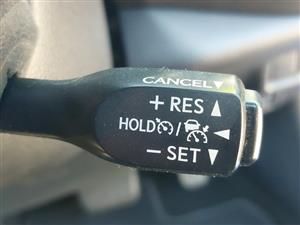 CANCEL▼
+ RES ▲
HOLD / ◀
− SET ▼